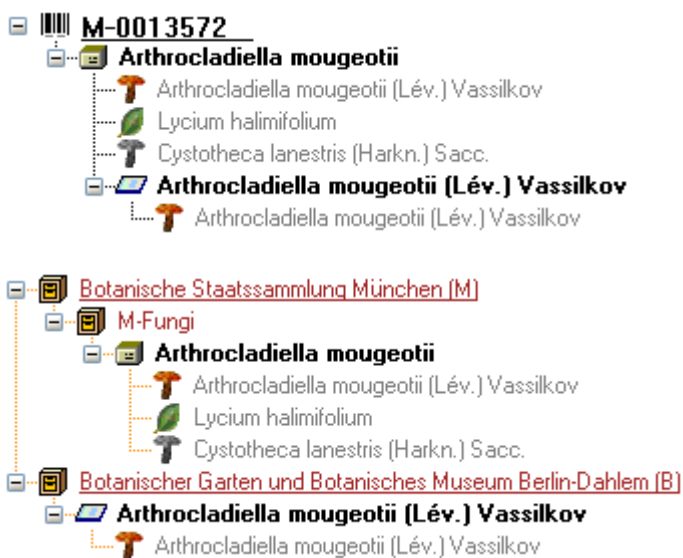 M-0013572
Arthrocladiella mougeotii
Arthrocladiella mougeotii (Lév.) Vassilkov
Lycium halimifolium
Cystotheca lanestris (Harkn.) Sacc.
Arthrocladiella mougeotii (Lév.) Vassilkov
Arthrocladiella mougeotii (Lév.) Vassilkov
Botanische Staatssammlung München (M)
M-Fungi
Arthrocladiella mougeotii
Arthrocladiella mougeotii (Lév.) Vassilkov
Lycium halimifolium
Cystotheca lanestris (Harkn.) Sacc.
Botanischer Garten und Botanisches Museum Berlin-Dahlem (B)
Arthrocladiella mougeotii (Lév.) Vassilkov
Arthrocladiella mougeotii (Lév.) Vassilkov